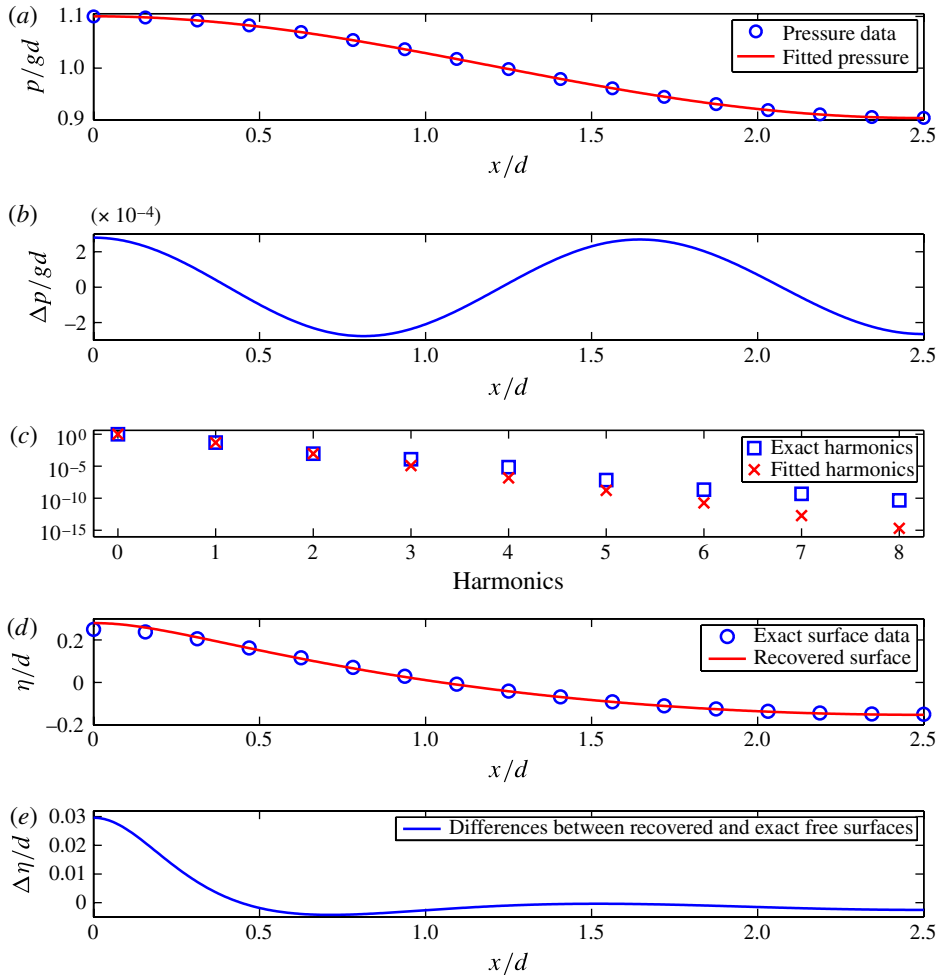 (a)
1.1
1.0
0.9
p/gd
Pressure data
Fitted pressure
0 0.5 1.0 1.5 2.0 2.5
x/d
(b)
(× 10–4)
2
0
−2
Δp/gd
0 0.5 1.0 1.5 2.0 2.5
x/d
(c)
10^0
10^–5
10^–10
10^–15
Exact harmonics
Fitted harmonics
0 1 2 3 4 5 6 7 8
Harmonics
(d)
0.2
0
−0.2
η/d
Exact surface data
Recovered surface
0 0.5 1.0 1.5 2.0 2.5
x/d
(e)
0.03
0.02
0.01
0
Δη/d
Differences between recovered and exact free surfaces
0 0.5 1.0 1.5 2.0 2.5
x/d